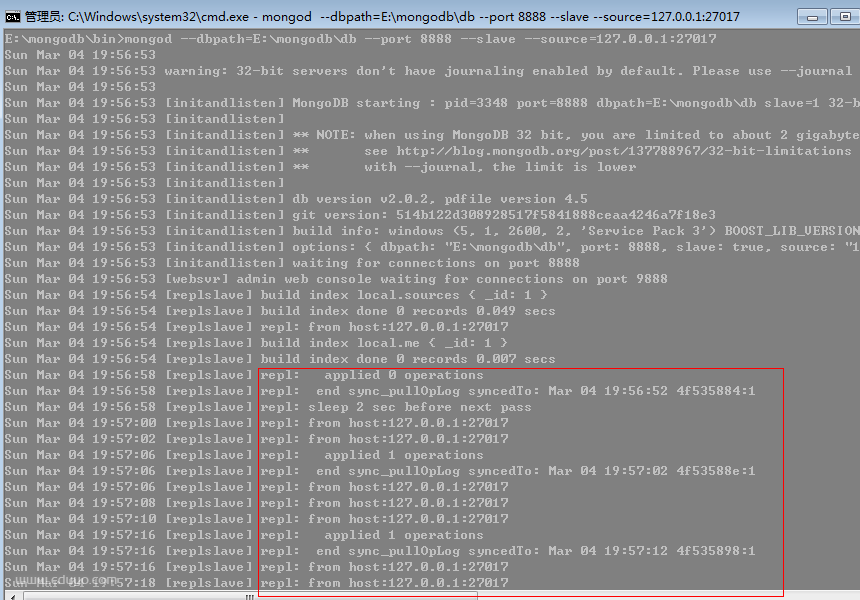 管理员: C:\Windows\system32\cmd.exe - mongod  --dbpath=E:\mongodb\db --port 8888 --slave --source=127.0.0.1:27017
E:\mongodb\bin>mongod --dbpath=E:\mongodb\db --port 8888 --slave --source=127.0.0.1:27017
Sun Mar 04 19:56:53
Sun Mar 04 19:56:53 warning: 32-bit servers don't have journaling enabled by default. Please use --journal
Sun Mar 04 19:56:53
Sun Mar 04 19:56:53 [initandlisten] MongoDB starting : pid=3348 port=8888 dbpath=E:\mongodb\db slave=1 32-b
Sun Mar 04 19:56:53 [initandlisten]
Sun Mar 04 19:56:53 [initandlisten] ** NOTE: when using MongoDB 32 bit, you are limited to about 2 gigabyte
Sun Mar 04 19:56:53 [initandlisten] **       see http://blog.mongodb.org/post/137788967/32-bit-limitations
Sun Mar 04 19:56:53 [initandlisten] **       with --journal, the limit is lower
Sun Mar 04 19:56:53 [initandlisten]
Sun Mar 04 19:56:53 [initandlisten] db version v2.0.2, pdfile version 4.5
Sun Mar 04 19:56:53 [initandlisten] git version: 514b122d308928517f5841888ceaa4246a7f18e3
Sun Mar 04 19:56:53 [initandlisten] build info: windows (5, 1, 2600, 2, 'Service Pack 3') BOOST_LIB_VERSION
Sun Mar 04 19:56:53 [initandlisten] options: { dbpath: "E:\mongodb\db", port: 8888, slave: true, source: "1
Sun Mar 04 19:56:53 [initandlisten] waiting for connections on port 8888
Sun Mar 04 19:56:53 [websvr] admin web console waiting for connections on port 9888
Sun Mar 04 19:56:54 [replslave] build index local.sources { _id: 1 }
Sun Mar 04 19:56:54 [replslave] build index done 0 records 0.049 secs
Sun Mar 04 19:56:54 [replslave] repl: from host:127.0.0.1:27017
Sun Mar 04 19:56:54 [replslave] build index local.me { _id: 1 }
Sun Mar 04 19:56:54 [replslave] build index done 0 records 0.007 secs
Sun Mar 04 19:56:58 [replslave] repl:   applied 0 operations
Sun Mar 04 19:56:58 [replslave] repl:  end sync_pullOpLog syncedTo: Mar 04 19:56:52 4f535884:1
Sun Mar 04 19:56:58 [replslave] repl: sleep 2 sec before next pass
Sun Mar 04 19:57:00 [replslave] repl: from host:127.0.0.1:27017
Sun Mar 04 19:57:02 [replslave] repl: from host:127.0.0.1:27017
Sun Mar 04 19:57:06 [replslave] repl:   applied 1 operations
Sun Mar 04 19:57:06 [replslave] repl:  end sync_pullOpLog syncedTo: Mar 04 19:57:02 4f53588e:1
Sun Mar 04 19:57:06 [replslave] repl: from host:127.0.0.1:27017
Sun Mar 04 19:57:08 [replslave] repl: from host:127.0.0.1:27017
Sun Mar 04 19:57:10 [replslave] repl: from host:127.0.0.1:27017
Sun Mar 04 19:57:16 [replslave] repl:   applied 1 operations
Sun Mar 04 19:57:16 [replslave] repl:  end sync_pullOpLog syncedTo: Mar 04 19:57:12 4f535898:1
Sun Mar 04 19:57:16 [replslave] repl: from host:127.0.0.1:27017
Sun Mar 04 19:57:18 [replslave] repl: from host:127.0.0.1:27017